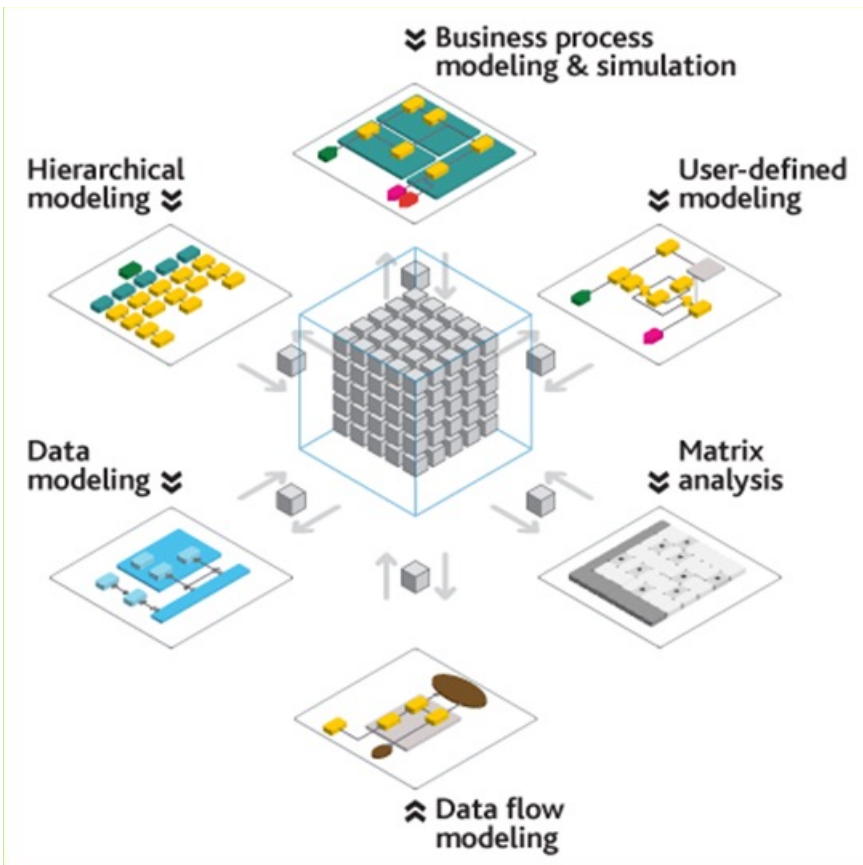 Business process
modeling & simulation
Hierarchical
modeling
User-defined
modeling
Data
modeling
Matrix
analysis
Data flow
modeling